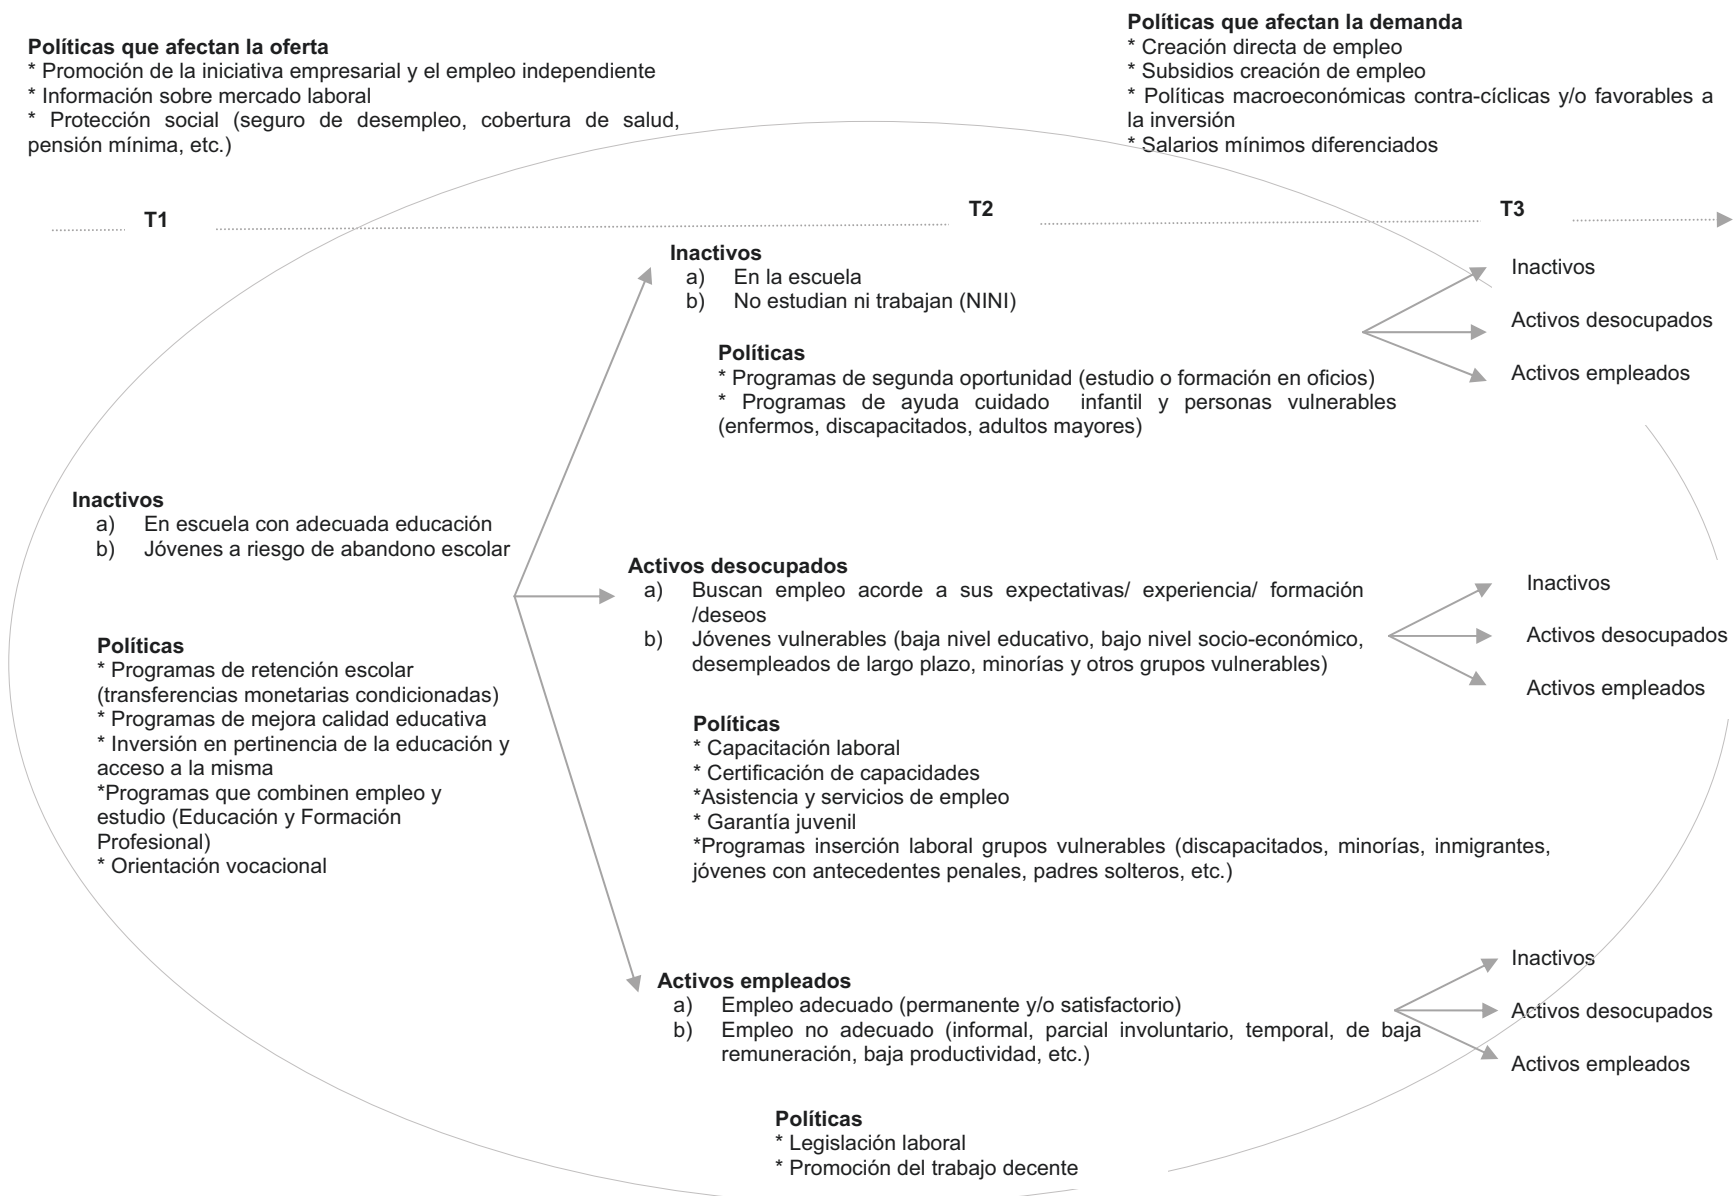 Políticas que afectan la oferta
* Promoción de la iniciativa empresarial y el empleo independiente
* Información sobre mercado laboral
* Protección social (seguro de desempleo, cobertura de salud,
pensión mínima, etc.)
Políticas que afectan la demanda
* Creación directa de empleo
* Subsidios creación de empleo
* Políticas macroeconómicas contra-cíclicas y/o favorables a
la inversión
* Salarios mínimos diferenciados
T1
T2
T3
Inactivos
a) En escuela con adecuada educación
b) Jóvenes a riesgo de abandono escolar
Políticas
* Programas de retención escolar
(transferencias monetarias condicionadas)
* Programas de mejora calidad educativa
* Inversión en pertinencia de la educación y
acceso a la misma
*Programas que combinen empleo y
estudio (Educación y Formación
Profesional)
* Orientación vocacional
Inactivos
a) En la escuela
b) No estudian ni trabajan (NINI)
Políticas
* Programas de segunda oportunidad (estudio o formación en oficios)
* Programas de ayuda cuidado infantil y personas vulnerables
(enfermos, discapacitados, adultos mayores)
Inactivos
Activos desocupados
Activos empleados
Activos desocupados
a) Buscan empleo acorde a sus expectativas/ experiencia/ formación
/deseos
b) Jóvenes vulnerables (baja nivel educativo, bajo nivel socio-económico,
desempleados de largo plazo, minorías y otros grupos vulnerables)
Políticas
* Capacitación laboral
* Certificación de capacidades
*Asistencia y servicios de empleo
* Garantía juvenil
*Programas inserción laboral grupos vulnerables (discapacitados, minorías, inmigrantes,
jóvenes con antecedentes penales, padres solteros, etc.)
Inactivos
Activos desocupados
Activos empleados
Activos empleados
a) Empleo adecuado (permanente y/o satisfactorio)
b) Empleo no adecuado (informal, parcial involuntario, temporal, de baja
remuneración, baja productividad, etc.)
Políticas
* Legislación laboral
* Promoción del trabajo decente
Inactivos
Activos desocupados
Activos empleados